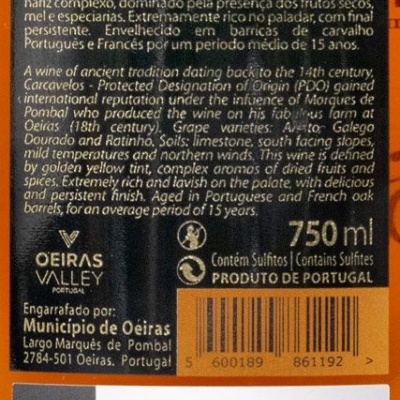 nariz complexo, dominado pela presença dos frutos secos,
mel e especiarias. Extremamente rico no paladar, com final
persistente. Envelhecido em barricas de carvalho
Português e Francês por um período médio de 15 anos.
A wine of ancient tradition dating back to the 14th century,
Carcavelos - Protected Designation of Origin (PDO) gained
international reputation under the infuence of Marques de
Pombal who produced the wine on his fabulous farm at
Oeiras (18th century). Grape varieties: Arinto; Galego
Dourado and Ratinho. Soils: limestone, south facing slopes,
mild temperatures and northern winds. This wine is defined
by golden yellow tint, complex aromas of dried fruits and
spices. Extremely rich and lavish on the palate, with delicious
and persistent finish. Aged in Portuguese and French oak
barrels, for an average period of 15 years.
OEIRAS
VALLEY
PORTUGAL
750 ml
Contém Sulfitos | Contains Sulfites
PRODUTO DE PORTUGAL
Engarrafado por:
Município de Oeiras
Largo Marquês de Pombal
2784-501 Oeiras. Portugal
5 600189 861192 >